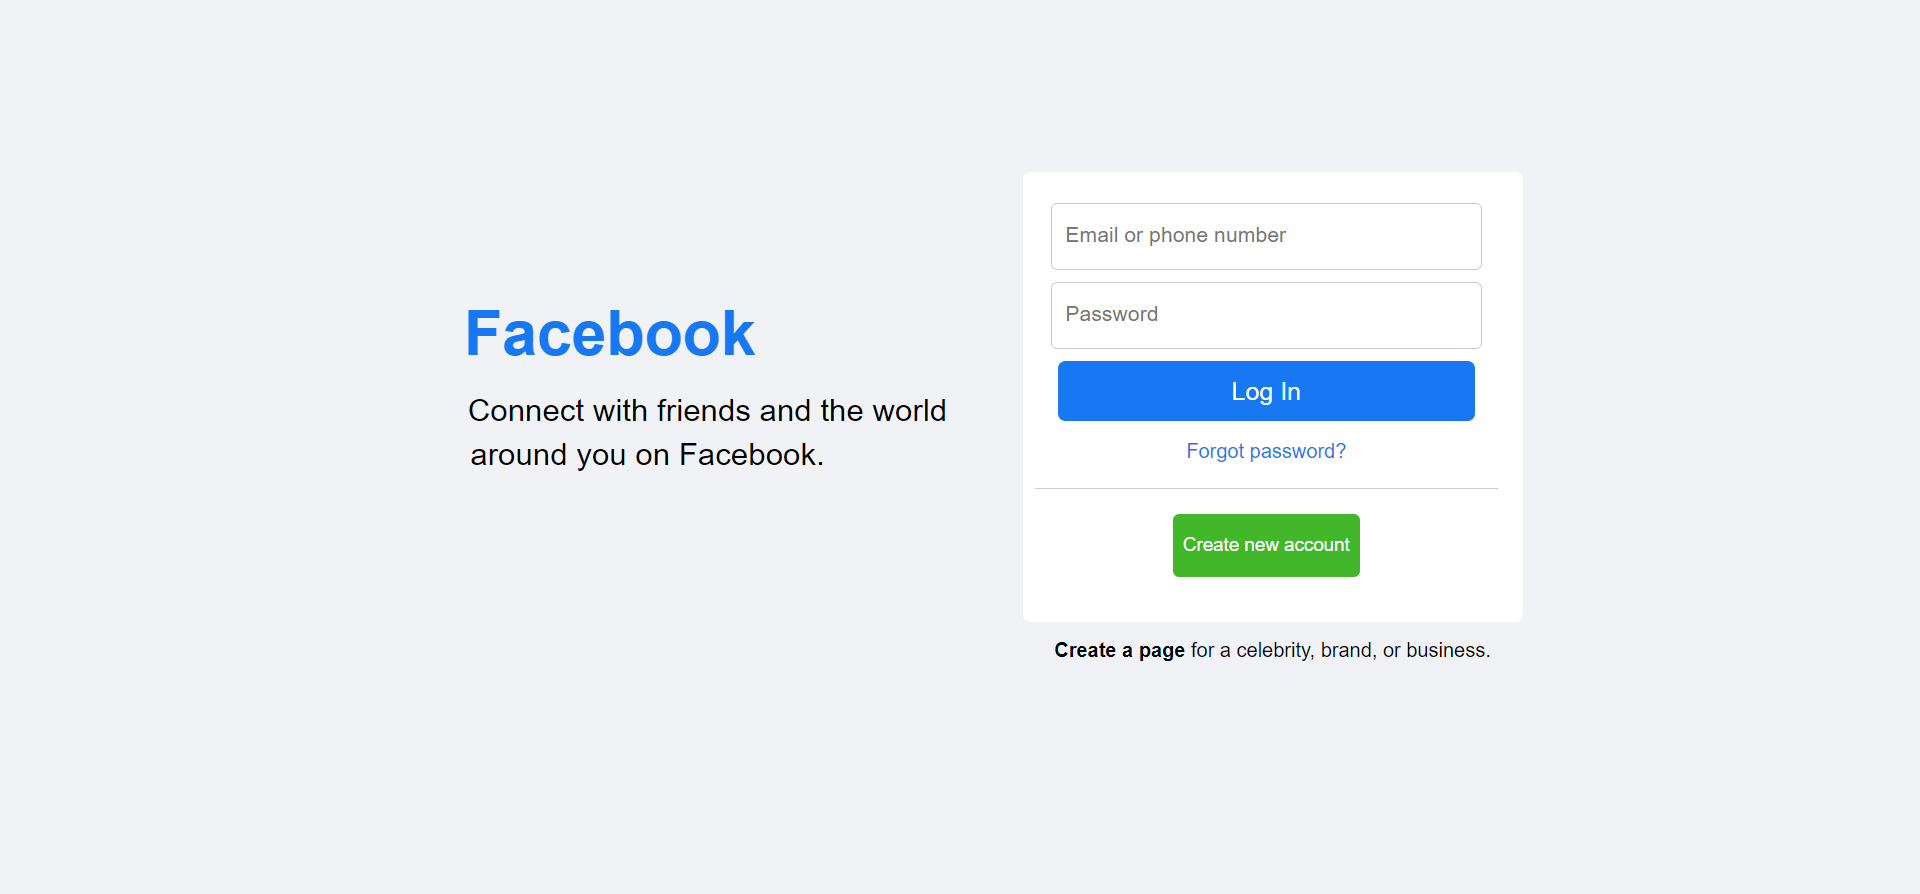 Facebook
Connect with friends and the world
around you on Facebook.
Email or phone number
Password
Log In
Forgot password?
Create new account
Create a page for a celebrity, brand, or business.